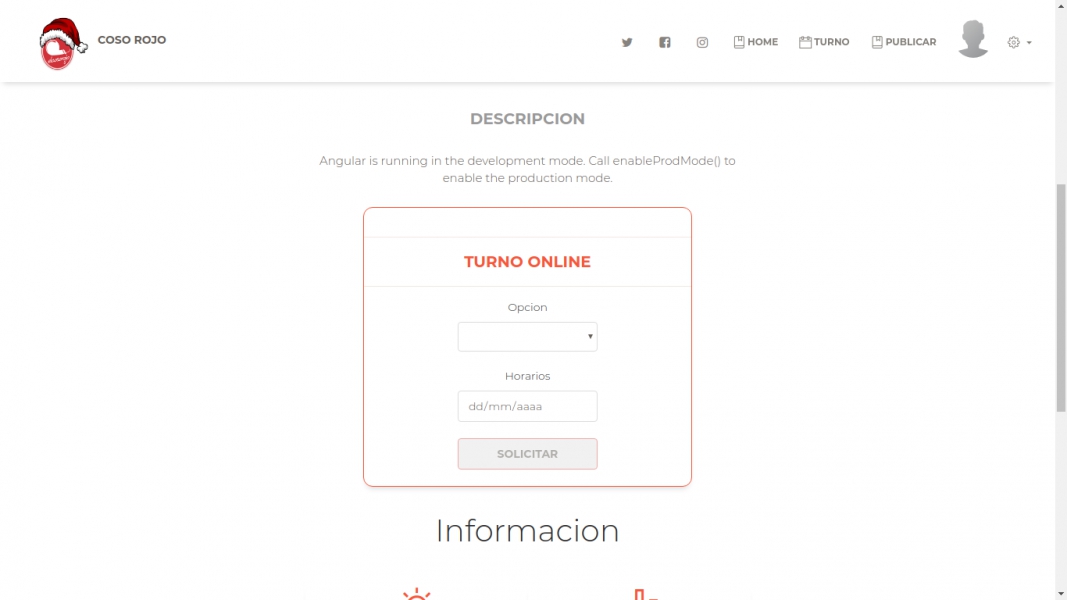 COSO ROJO
HOME
TURNO
PUBLICAR
DESCRIPCION
Angular is running in the development mode. Call enableProdMode() to
enable the production mode.
TURNO ONLINE
Opcion
Horarios
dd/mm/aaaa
SOLICITAR
Informacion